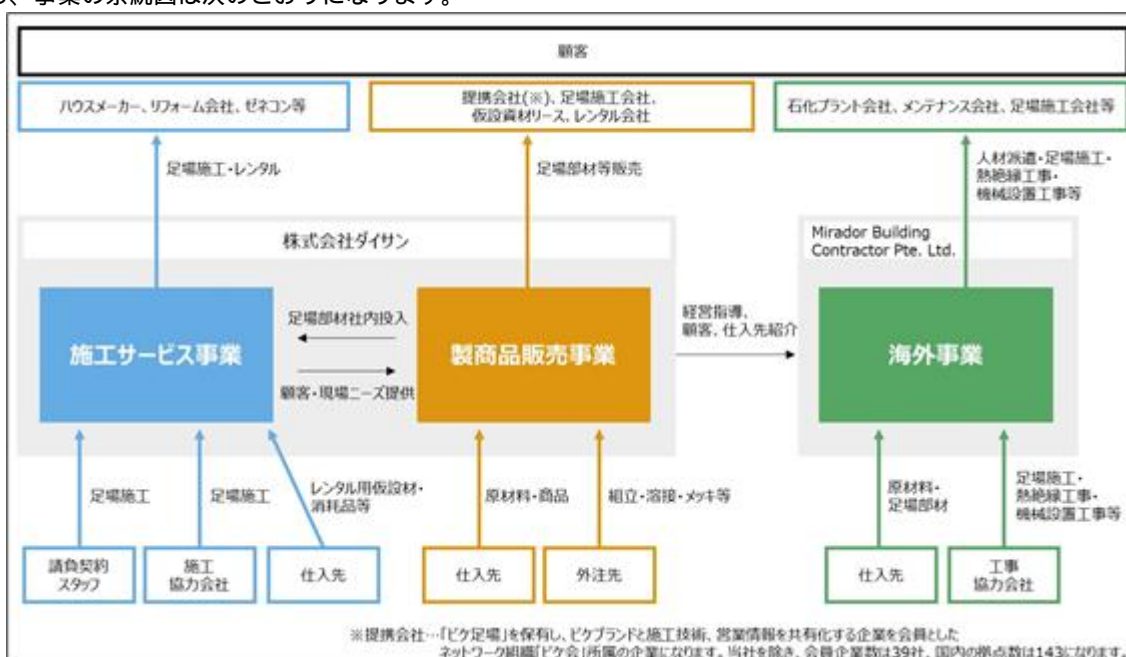 顧客
ハウスメーカー、リフォーム会社、ゼネコン等
提携会社(※)、足場施工会社、
仮設資材リース、レンタル会社
石化プラント会社、メンテナンス会社、足場施工会社等
足場施工・レンタル
足場部材等販売
人材派遣・足場施工・
熱絶縁工事・
機械設置工事等
株式会社ダイサン
Mirador Building
Contractor Pte. Ltd.
施工サービス事業
足場部材社内投入
顧客・現場ニーズ提供
製商品販売事業
経営指導、
顧客、仕入先紹介
海外事業
足場施工
足場施工
レンタル用仮設材・
消耗品等
原材料・商品
組立・溶接・メッキ等
原材料・
足場部材
足場施工・
熱絶縁工事・
機械設置工事等
請負契約
スタッフ
施工
協力会社
仕入先
仕入先
外注先
仕入先
工事
協力会社
※提携会社…「ビケ足場」を保有し、ビケブランドと施工技術、営業情報を共有化する企業を会員とした
ネットワーク組織「ビケ会」所属の企業になります。当社を除き、会員企業数は39社、国内の拠点数は143になります。